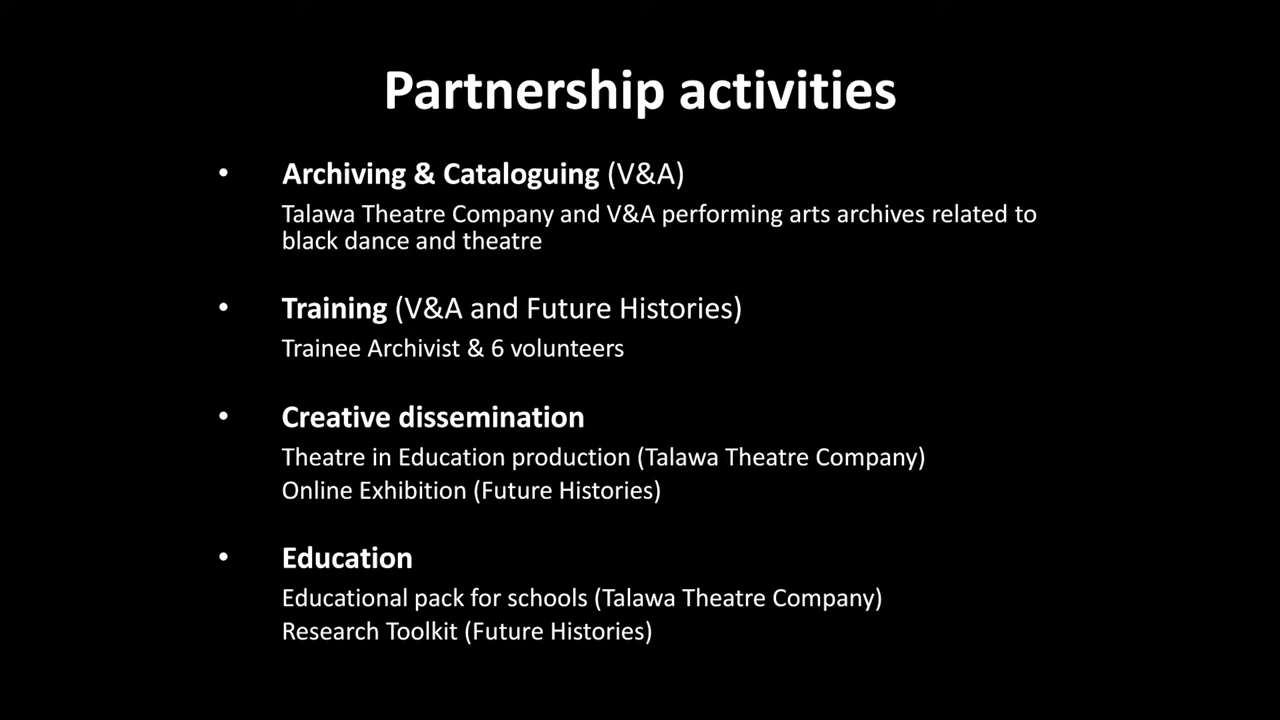 Partnership activities
• Archiving & Cataloguing (V&A)
Talawa Theatre Company and V&A performing arts archives related to
black dance and theatre
• Training (V&A and Future Histories)
Trainee Archivist & 6 volunteers
• Creative dissemination
Theatre in Education production (Talawa Theatre Company)
Online Exhibition (Future Histories)
• Education
Educational pack for schools (Talawa Theatre Company)
Research Toolkit (Future Histories)